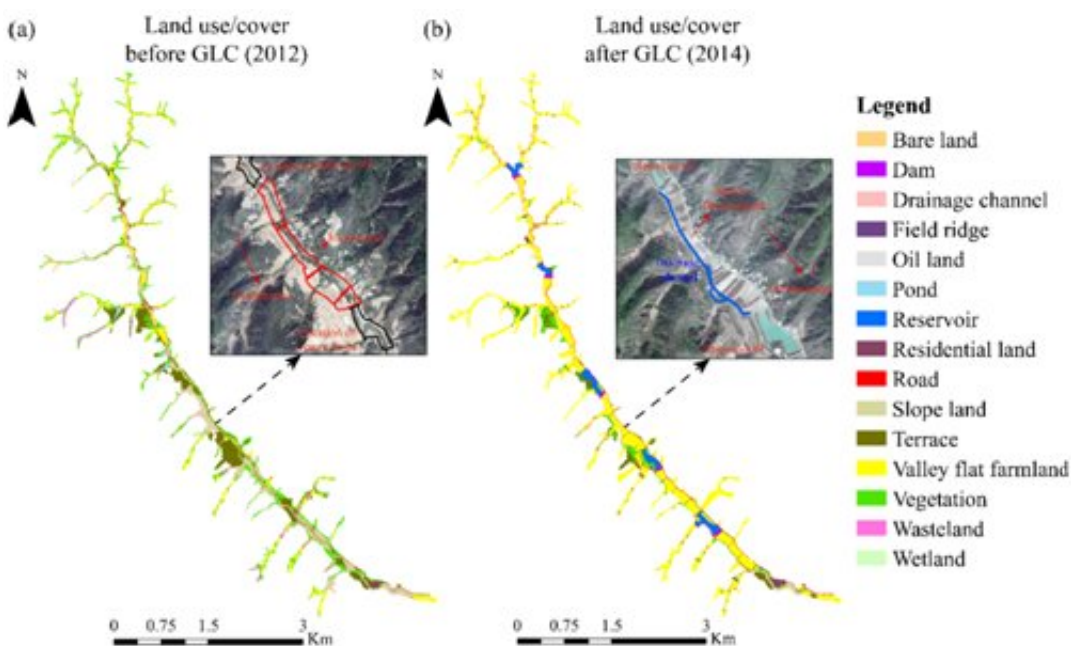 (a)
Land use/cover
before GLC (2012)
(b)
Land use/cover
after GLC (2014)
N
N
Legend
Bare land
Dam
Drainage channel
Field ridge
Oil land
Pond
Reservoir
Residential land
Road
Slope land
Terrace
Valley flat farmland
Vegetation
Wasteland
Wetland
0 0.75 1.5 3
Km
0 0.75 1.5 3
Km